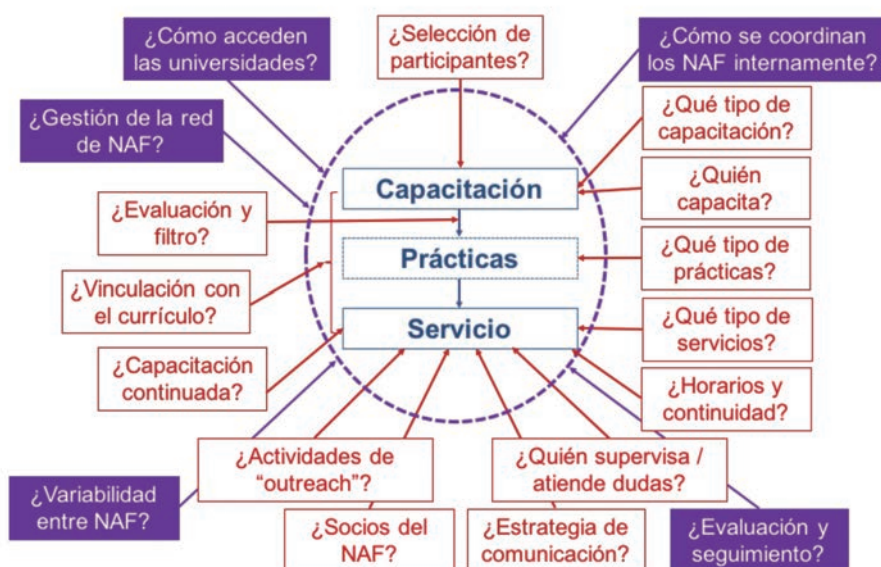 ¿Cómo acceden
las universidades?
¿Selección de
participantes?
¿Cómo se coordinan
los NAF internamente?
¿Gestión de la red
de NAF?
¿Qué tipo de
capacitación?
Capacitación
¿Quién
capacita?
¿Evaluación y
filtro?
Prácticas
¿Qué tipo de
prácticas?
¿Vinculación con
el currículo?
Servicio
¿Qué tipo de
servicios?
¿Capacitación
continuada?
¿Horarios y
continuidad?
¿Actividades de
“outreach”?
¿Quién supervisa /
atiende dudas?
¿Variabilidad
entre NAF?
¿Socios del
NAF?
¿Estrategia de
comunicación?
¿Evaluación y
seguimiento?